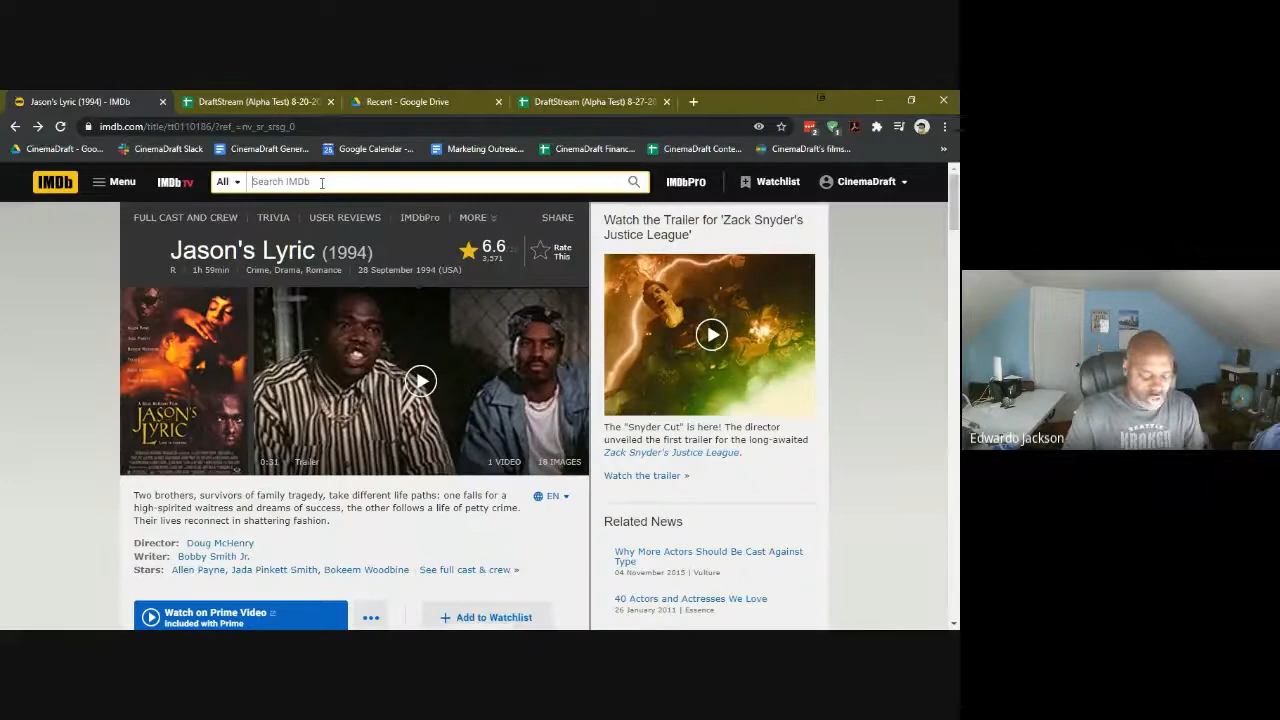 Jason's Lyric (1994) - IMDb
DraftStream (Alpha Test) 8-20-20
Recent - Google Drive
DraftStream (Alpha Test) 8-27-20
imdb.com/title/tt0110186/?ref_=nv_sr_srsg_0
CinemaDraft - Goo...
CinemaDraft Slack
CinemaDraft Gener...
Google Calendar -...
Marketing Outreac...
CinemaDraft Financ...
CinemaDraft Conte...
CinemaDraft's films...
IMDb
Menu
IMDb TV
All
Search IMDb
IMDbPRO
Watchlist
CinemaDraft
FULL CAST AND CREW
TRIVIA
USER REVIEWS
IMDbPro
MORE
SHARE
Jason's Lyric (1994)
6.6
3,571
Rate This
R 1h 59min Crime, Drama, Romance 28 September 1994 (USA)
JASON'S LYRIC
0:31 Trailer
1 VIDEO
18 IMAGES
Two brothers, survivors of family tragedy, take different life paths: one falls for a
high-spirited waitress and dreams of success, the other follows a life of petty crime.
Their lives reconnect in shattering fashion.
EN
Director: Doug McHenry
Writer: Bobby Smith Jr.
Stars: Allen Payne, Jada Pinkett Smith, Bokeem Woodbine See full cast & crew »
Watch on Prime Video
Included with Prime
+ Add to Watchlist
Watch the Trailer for 'Zack Snyder's
Justice League'
The "Snyder Cut" is here! The director
unveiled the first trailer for the long-awaited
Zack Snyder's Justice League.
Watch the trailer »
Related News
Why More Actors Should Be Cast Against
Type
04 November 2015 | Vulture
40 Actors and Actresses We Love
26 January 2011 | Essence
Edwardo Jackson
SEATTLE
KRAKEN